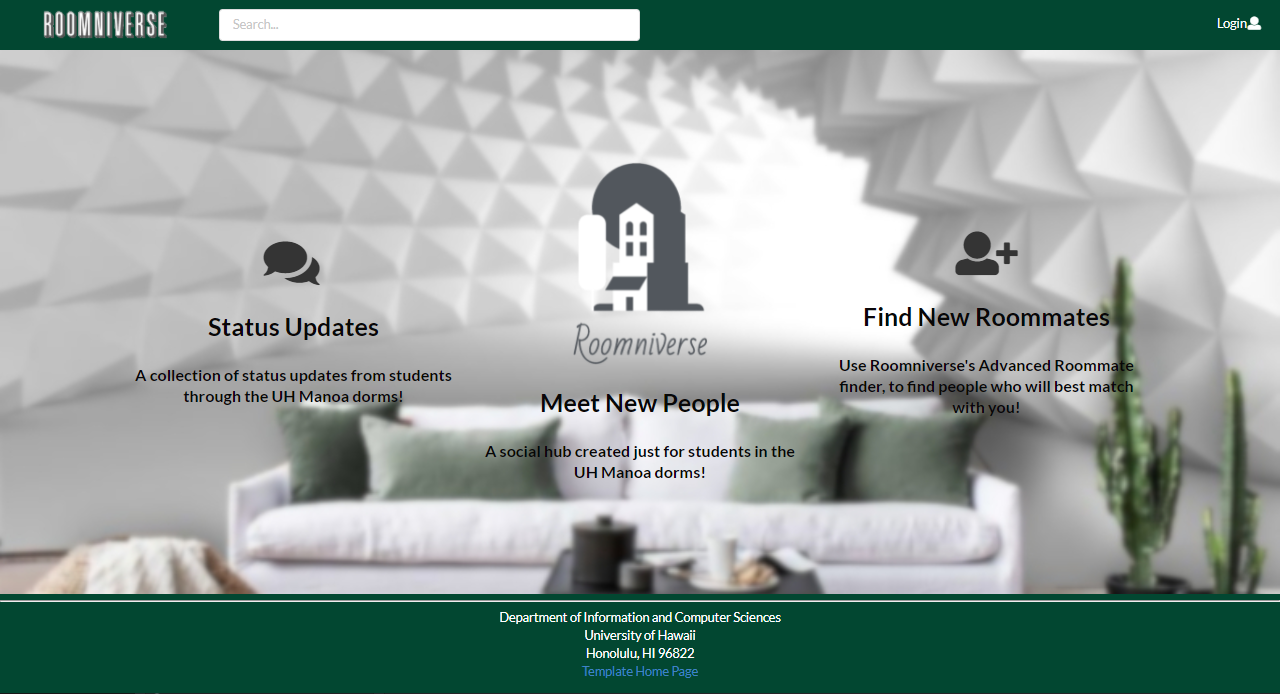 ROOMNIVERSE
Search...
Login
Status Updates
A collection of status updates from students
through the UH Manoa dorms!
Roomniverse
Meet New People
A social hub created just for students in the
UH Manoa dorms!
Find New Roommates
Use Roomniverse's Advanced Roommate
finder, to find people who will best match
with you!
Department of Information and Computer Sciences
University of Hawaii
Honolulu, HI 96822
Template Home Page